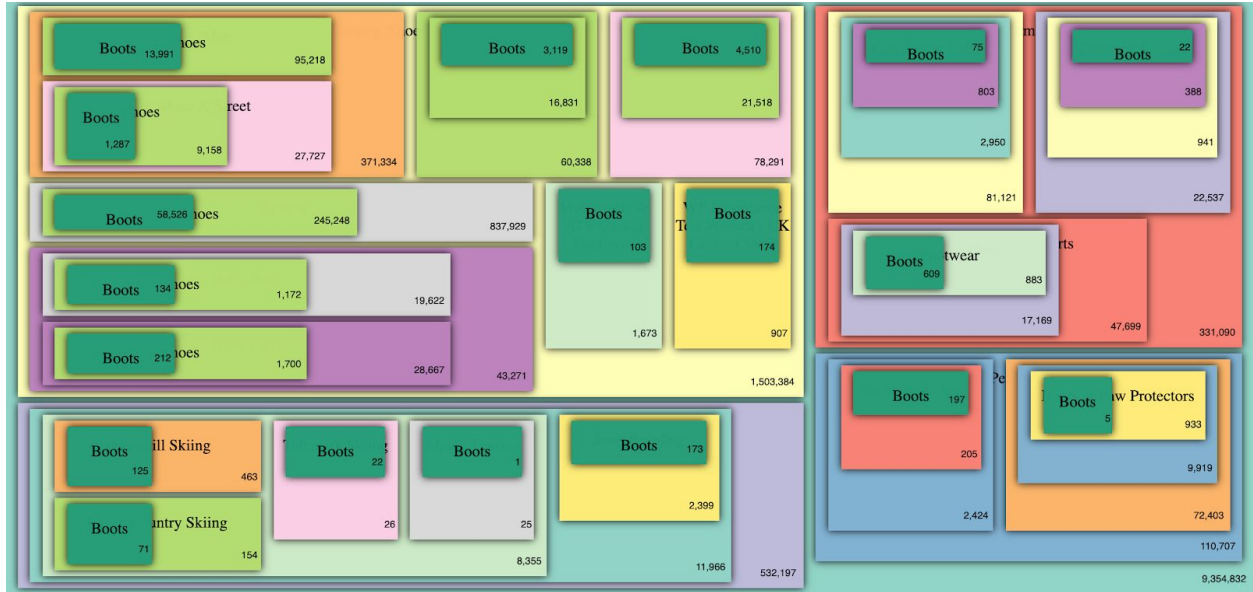 Boots 13,991 hoes
95,218
Boots
1,287 hoes reet
9,158
27,727
371,334
Boots 3,119
16,831
60,338
Boots 4,510
21,518
78,291
Boots 58,526 hoes
245,248
837,929
Boots 134 hoes
1,172
19,622
Boots 212 hoes
1,700
28,667
43,271
Boots
103
1,673
Boots
174
907
1,503,384
Boots
125 ill Skiing
463
Boots
71 untry Skiing
154
Boots
22
26
Boots
1
25
8,355
Boots 173
2,399
11,966
532,197
Boots 75
803
2,950
81,121
Boots 22
388
941
22,537
Boots
609 twear
883
17,169
rts
47,699
331,090
Boots 197
205
2,424
Boots
5 aw Protectors
933
9,919
72,403
110,707
9,354,832